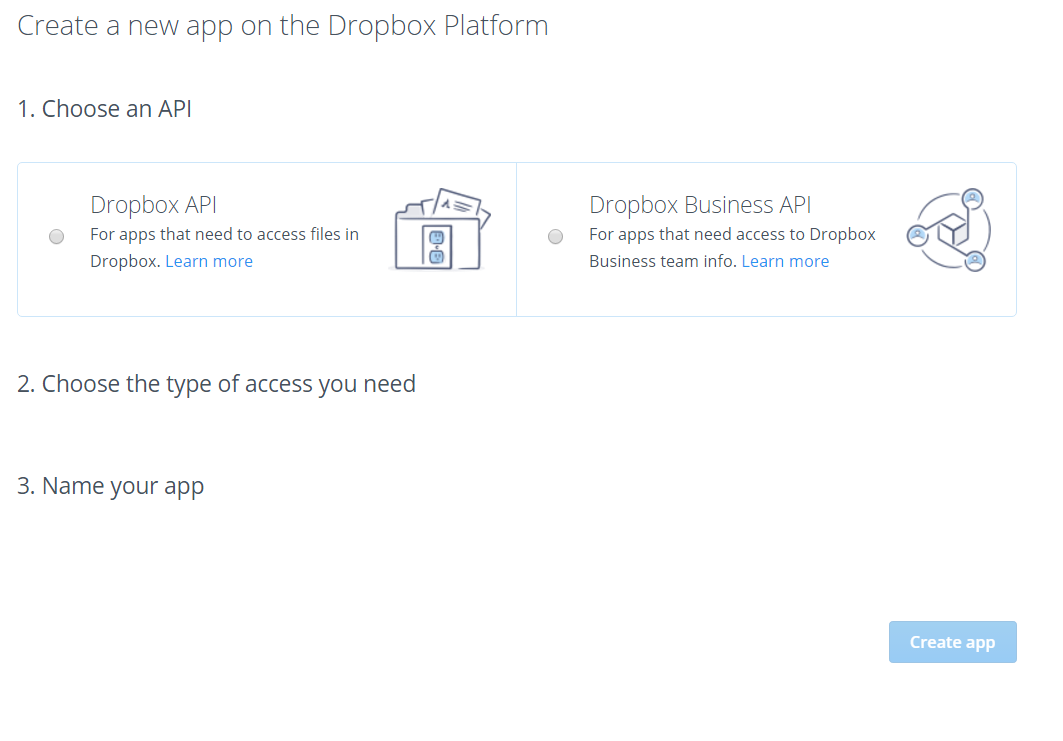 Create a new app on the Dropbox Platform
1. Choose an API
Dropbox API
For apps that need to access files in
Dropbox. Learn more
Dropbox Business API
For apps that need access to Dropbox
Business team info. Learn more
2. Choose the type of access you need
3. Name your app
Create app